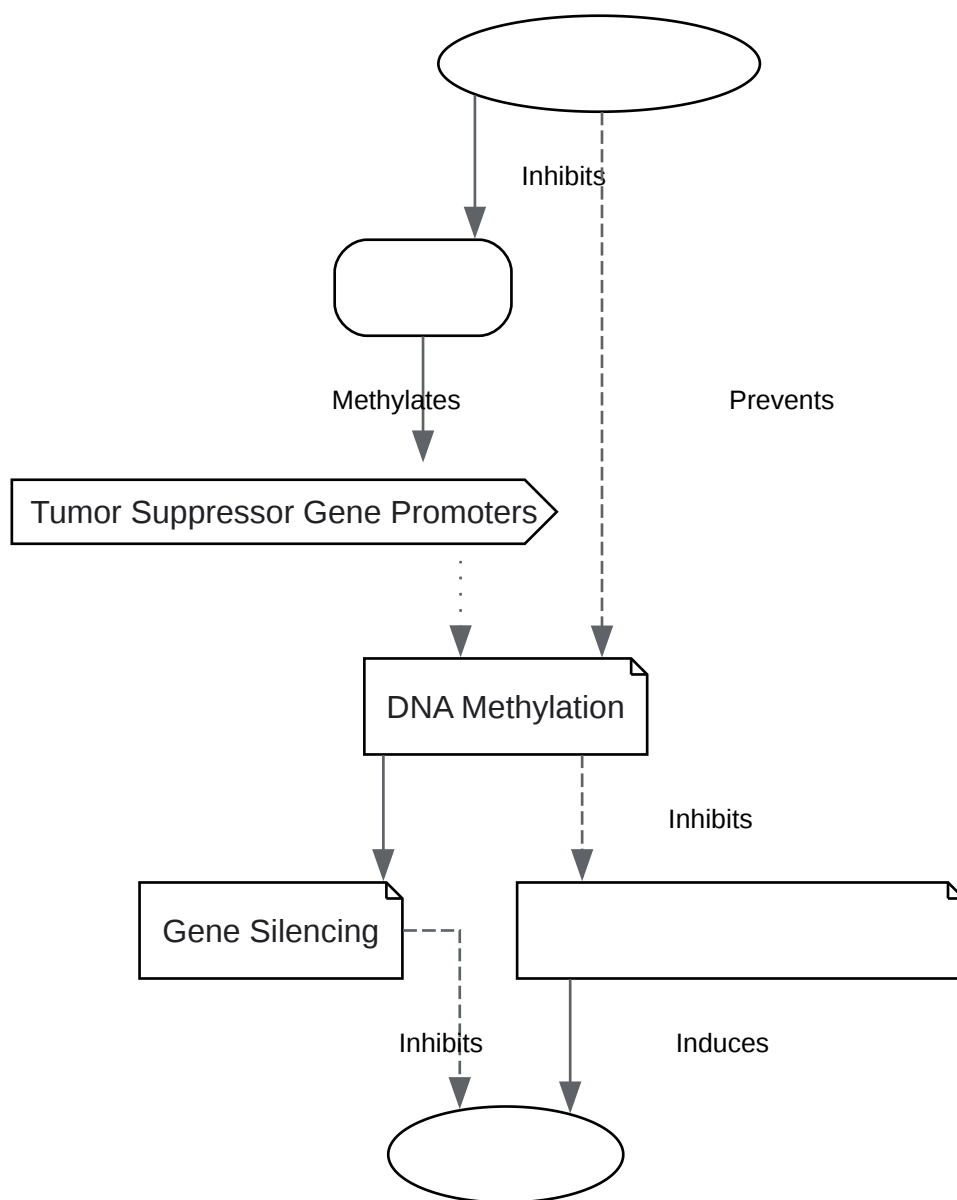 Inhibits
Methylates
Prevents
Tumor Suppressor Gene Promoters
DNA Methylation
Inhibits
Gene Silencing
Inhibits
Induces